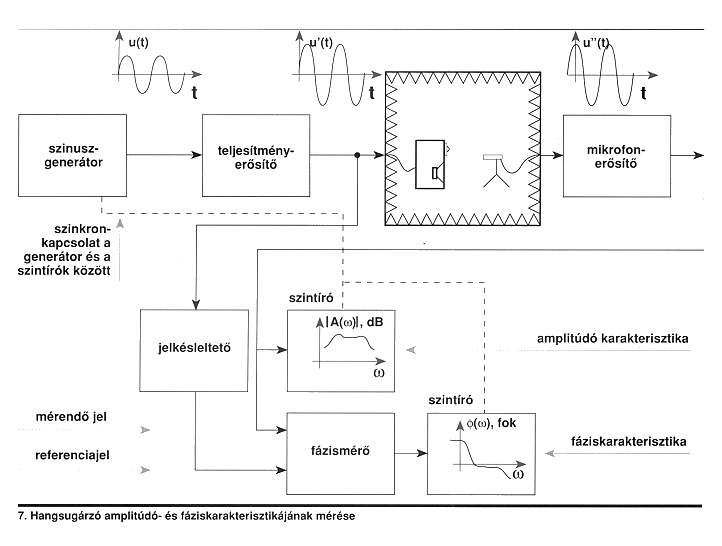 u(t)
t
u'(t)
t
u''(t)
t
szinusz-
generátor
teljesítmény-
erősítő
mikrofon-
erősítő
szinkron-
kapcsolat a
generátor és a
szintírók között
szintíró
|A(ω)|, dB
ω
jelkésleltető
amplitúdó karakterisztika
szintíró
mérendő jel
referenciajel
fázismérő
ϕ(ω), fok
ω
fáziskarakterisztika
7. Hangsugárzó amplitúdó- és fáziskarakterisztikájának mérése